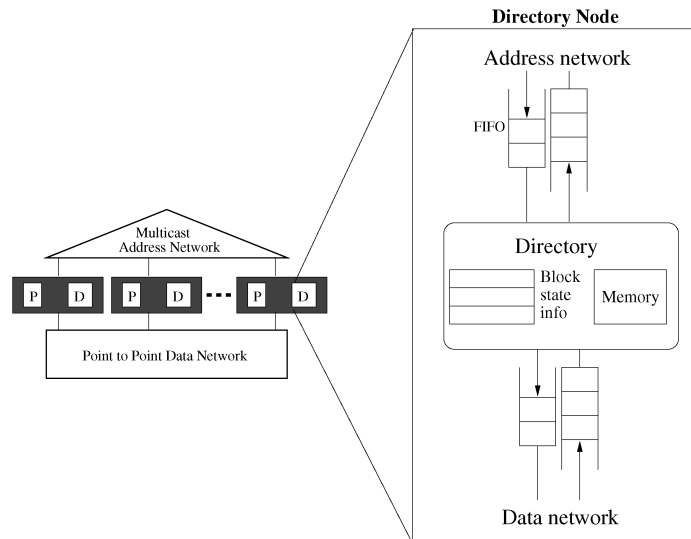 Directory Node
Address network
FIFO
Multicast
Address Network
P D P D P D
Point to Point Data Network
Directory
Block
state
info
Memory
Data network